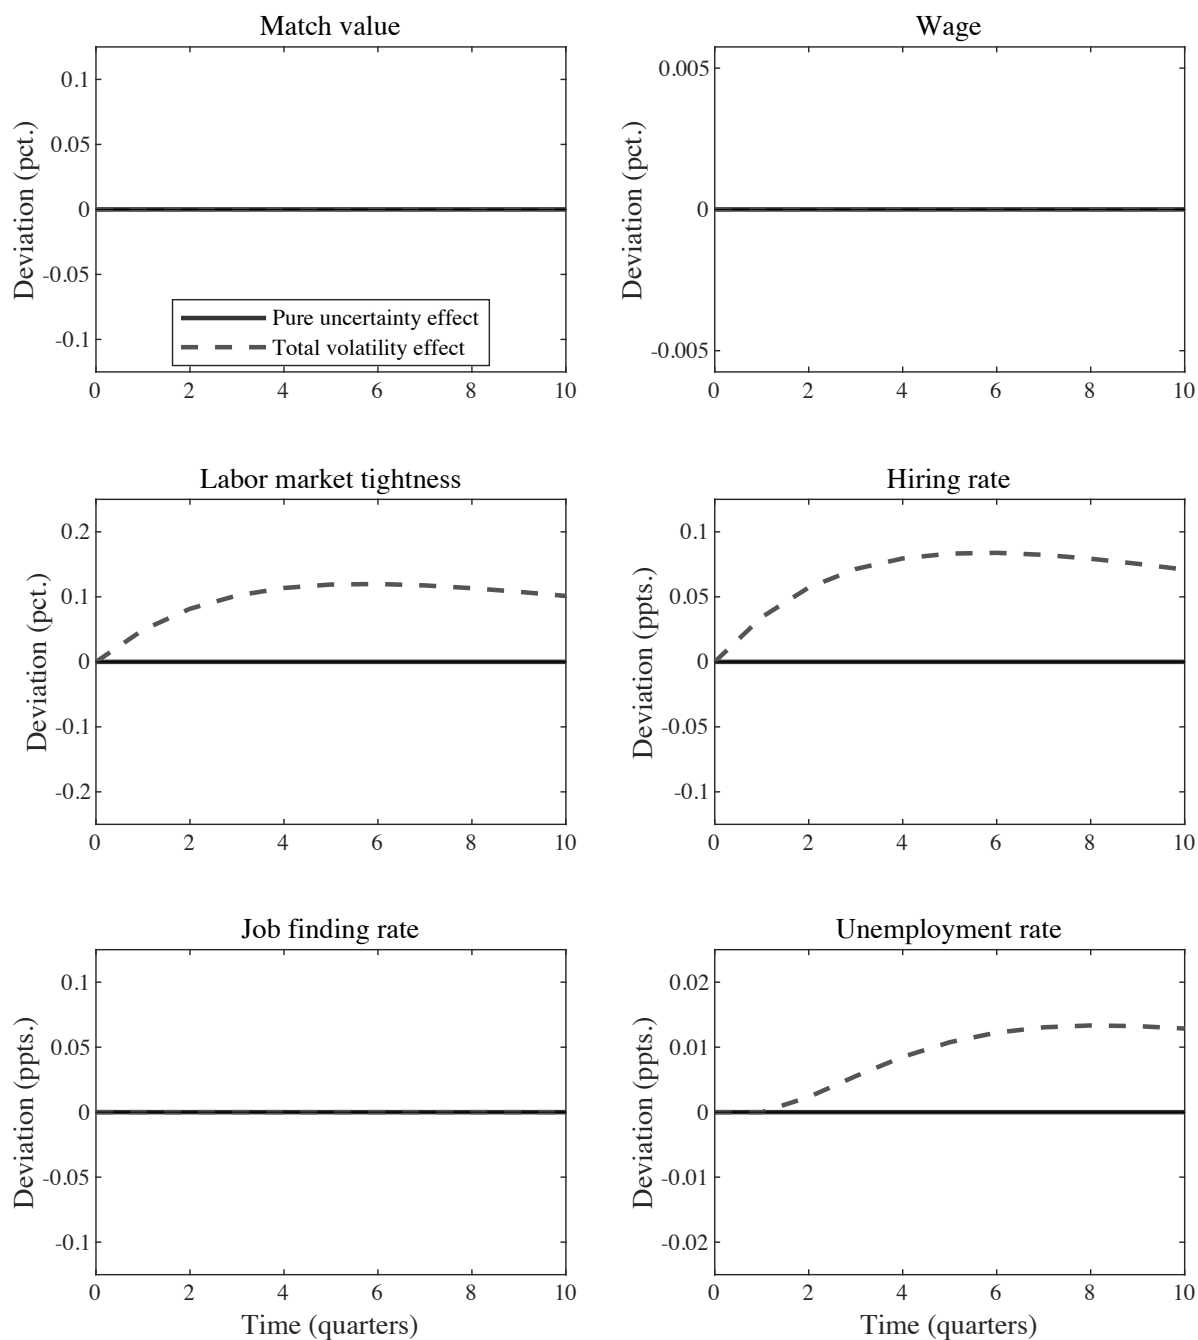 Match value
Deviation (pct.)
0.1
0.05
0
-0.05
-0.1
Pure uncertainty effect
Total volatility effect
0 2 4 6 8 10
Wage
Deviation (pct.)
0.005
0
-0.005
0 2 4 6 8 10
Labor market tightness
Deviation (pct.)
0.2
0.1
0
-0.1
-0.2
0 2 4 6 8 10
Hiring rate
Deviation (ppts.)
0.1
0.05
0
-0.05
-0.1
0 2 4 6 8 10
Job finding rate
Deviation (ppts.)
0.1
0.05
0
-0.05
-0.1
0 2 4 6 8 10
Time (quarters)
Unemployment rate
Deviation (ppts.)
0.02
0.01
0
-0.01
-0.02
0 2 4 6 8 10
Time (quarters)